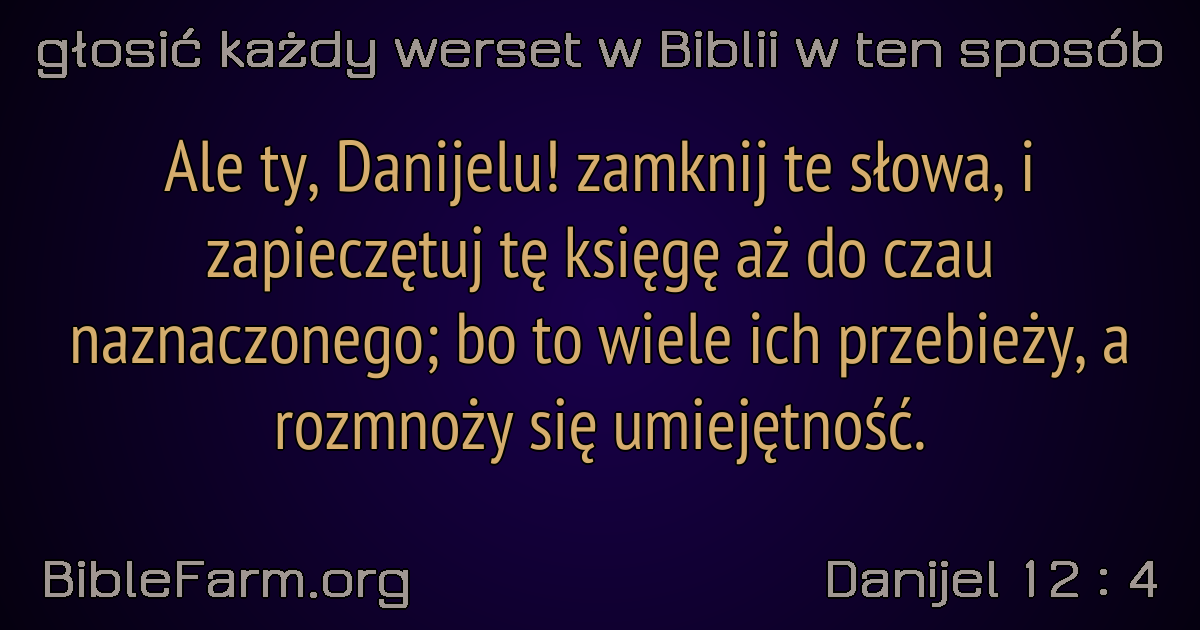 głosić każdy werset w Biblii w ten sposób
Ale ty, Danijelu! zamknij te słowa, i
zapieczętuj tę księgę aż do czau
naznaczonego; bo to wiele ich przebieży, a
rozmnoży się umiejętność.
BibleFarm.org
Danijel 12 : 4